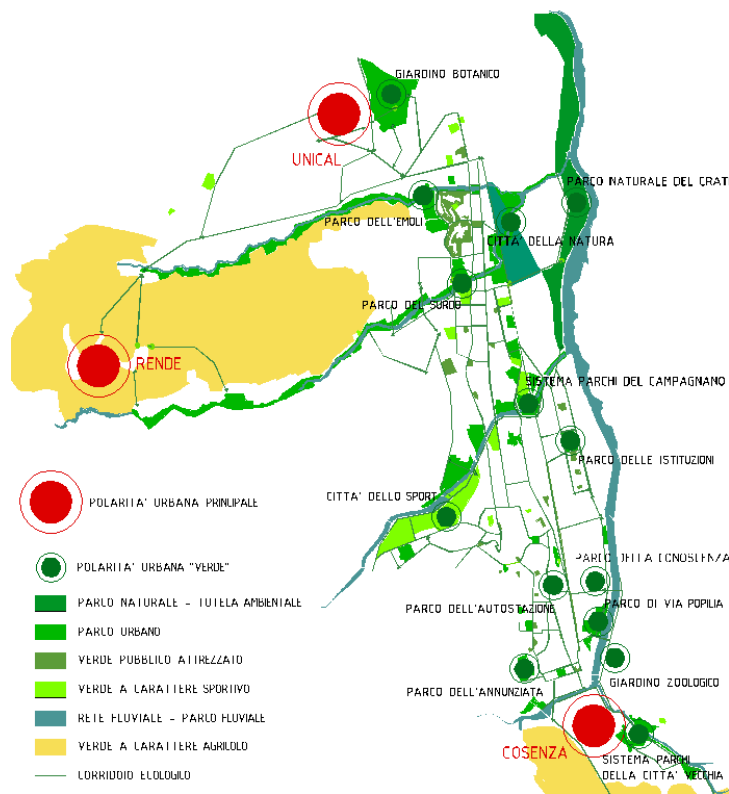 GIARDINO BOTANICO
UNICAL
PARCO NATURALE DEL CRATI
PARCO DELL'EMOLI
CITTA' DELLA NATURA
PARCO DEL SURDO
RENDE
SISTEMA PARCHI DEL CAMPAGNANO
PARCO DELLE ISTITUZIONI
CITTA' DELLO SPORT
POLARITA' URBANA PRINCIPALE
PARCO DELLA CONOSCENZA
POLARITA' URBANA "VERDE"
PARCO NATURALE - TUTELA AMBIENTALE
PARCO DELL'AUTOSTAZIONE
PARCO DI VIA POPILIA
PARCO URBANO
VERDE PUBBLICO ATTREZZATO
GIARDINO ZOOLOGICO
VERDE A CARATTERE SPORTIVO
PARCO DELL'ANNUNZIATA
RETE FLUVIALE - PARCO FLUVIALE
VERDE A CARATTERE AGRICOLO
COSENZA
SISTEMA PARCHI
DELLA CITTA' VECCHIA
CORRIDOIO ECOLOGICO